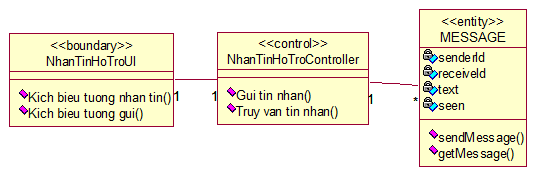 <<boundary>>
NhanTinHoTroUI
Kich bieu tuong nhan tin()
Kich bieu tuong gui()
1
1
<<control>>
NhanTinHoTroController
Gui tin nhan()
Truy van tin nhan()
1
*
<<entity>>
MESSAGE
senderId
receiveId
text
seen
sendMessage()
getMessage()